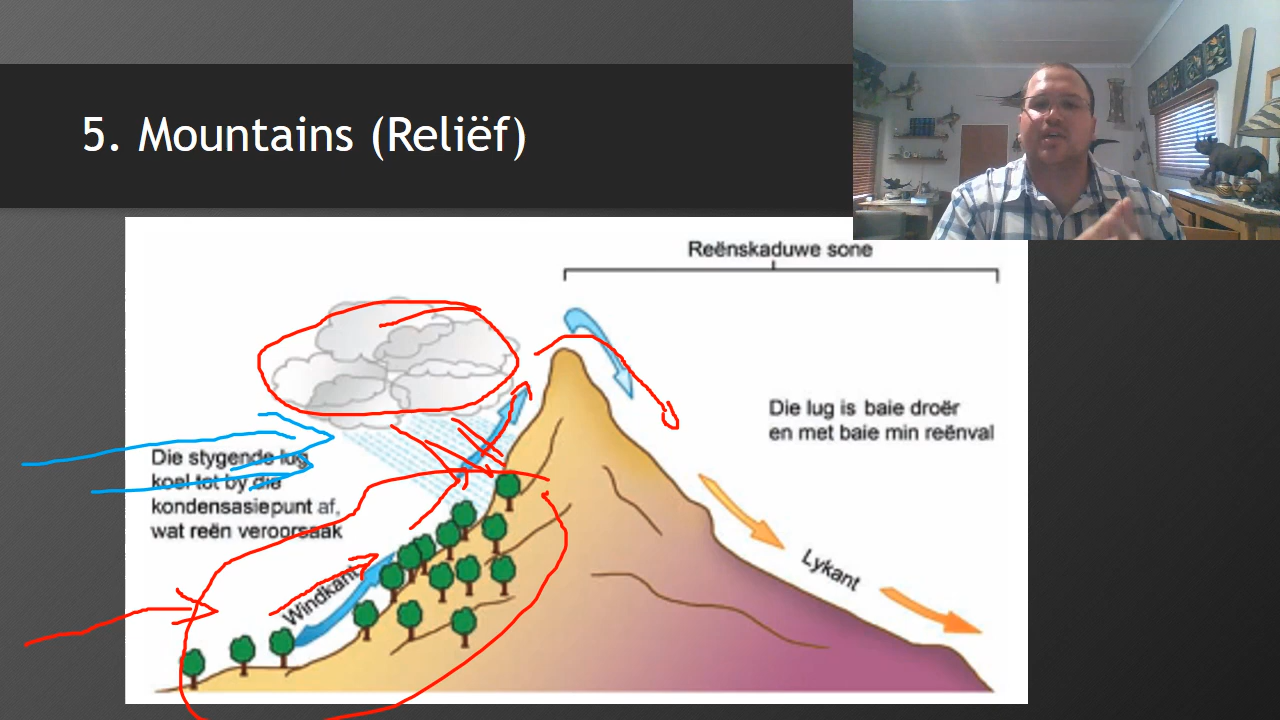 5. Mountains (Reliëf)
Reënskaduwe sone
Die lug is baie droër
en met baie min reënval
Die stygende lug
koel tot by die
kondensasiepunt af,
wat reën veroorsaak
Windkant
Lykant